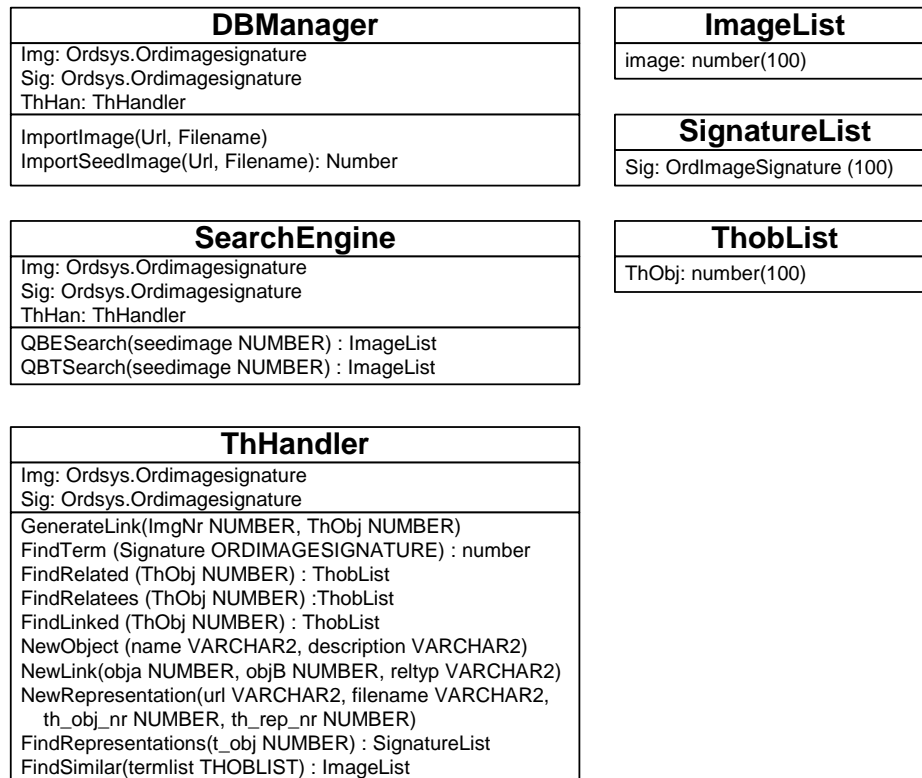 DBManager
Img: Ordsys.Ordimagesignature
Sig: Ordsys.Ordimagesignature
ThHan: ThHandler
ImportImage(Url, Filename)
ImportSeedImage(Url, Filename): Number
ImageList
image: number(100)
SignatureList
Sig: OrdImageSignature (100)
SearchEngine
Img: Ordsys.Ordimagesignature
Sig: Ordsys.Ordimagesignature
ThHan: ThHandler
QBESearch(seedimage NUMBER) : ImageList
QBTSearch(seedimage NUMBER) : ImageList
ThobList
ThObj: number(100)
ThHandler
Img: Ordsys.Ordimagesignature
Sig: Ordsys.Ordimagesignature
GenerateLink(ImgNr NUMBER, ThObj NUMBER)
FindTerm (Signature ORDIMAGESIGNATURE) : number
FindRelated (ThObj NUMBER) : ThobList
FindRelatees (ThObj NUMBER) :ThobList
FindLinked (ThObj NUMBER) : ThobList
NewObject (name VARCHAR2, description VARCHAR2)
NewLink(obja NUMBER, objB NUMBER, reltyp VARCHAR2)
NewRepresentation(url VARCHAR2, filename VARCHAR2,
th_obj_nr NUMBER, th_rep_nr NUMBER)
FindRepresentations(t_obj NUMBER) : SignatureList
FindSimilar(termlist THOBLIST) : ImageList